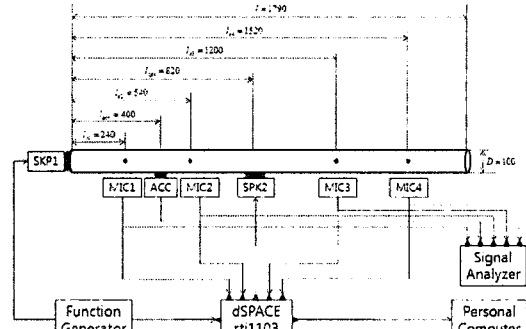 l = 1790
= 1520
= 1200
= 820
= 540
= 400
= 240
SKP1
D = 100
MIC1
ACC
MIC2
SPK2
MIC3
MIC4
Signal
Analyzer
Function
Generator
dSPACE
rti1103
Personal
Computer